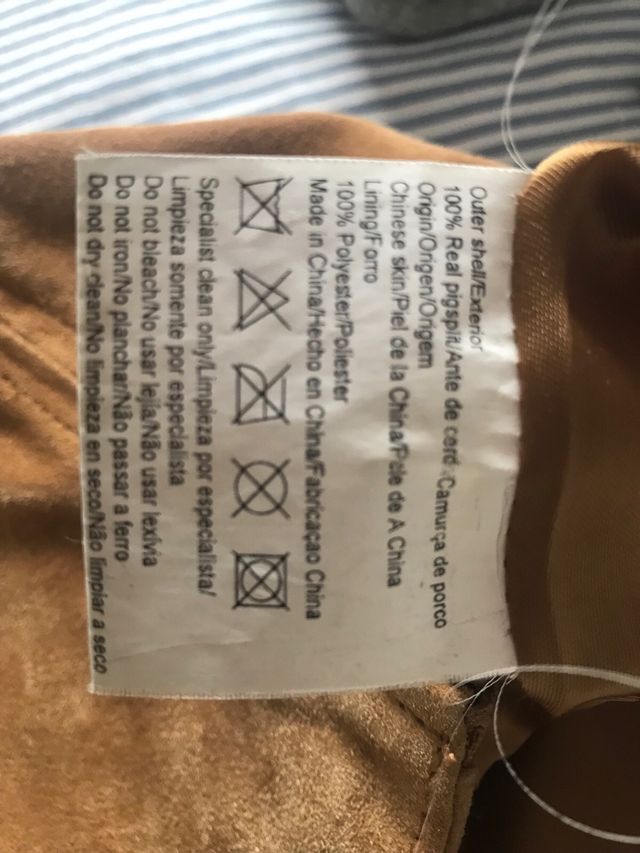 Outer shell/Exterior
100% Real pigsplit/Ante de cerdo/Camurça de porco
Origin/Origen/Origem
Chinese skin/Piel de la China/Pele de A China
Lining/Forro
100% Polyester/Poliester
Made in China/Hecho en China/Fabricaçao China
Specialist clean only/Limpieza por especialista/
Limpieza somente por especialista
Do not bleach/No usar lejia/Não usar lexívia
Do not iron/No planchar/Não passar a ferro
Do not dry clean/No limpieza en seco/Não limpiar a seco